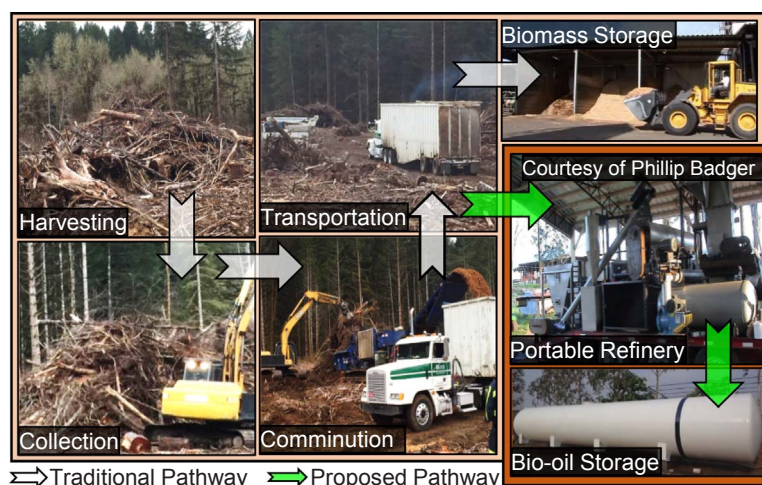 Biomass Storage
Courtesy of Phillip Badger
Harvesting
Transportation
Portable Refinery
Collection
Comminution
Bio-oil Storage
Traditional Pathway
Proposed Pathway